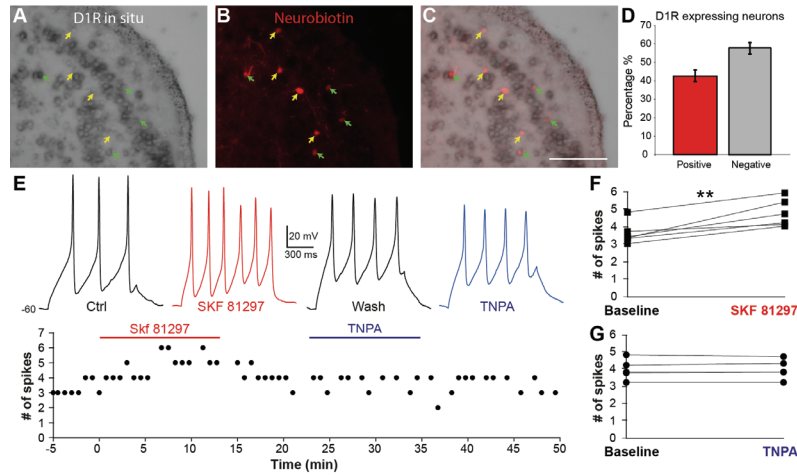 A D1R in situ
B Neurobiotin
C
D D1R expressing neurons
Percentage %
80
70
60
50
40
30
20
10
0
Positive Negative
E
20 mV
300 ms
-60
Ctrl SKF 81297 Wash TNPA
Skf 81297 TNPA
# of spikes
7
6
5
4
3
2
1
0
-5 0 5 10 15 20 25 30 35 40 45 50
Time (min)
F
**
# of spikes
6
5
4
3
2
1
0
Baseline SKF 81297
G
# of spikes
6
5
4
3
2
1
0
Baseline TNPA